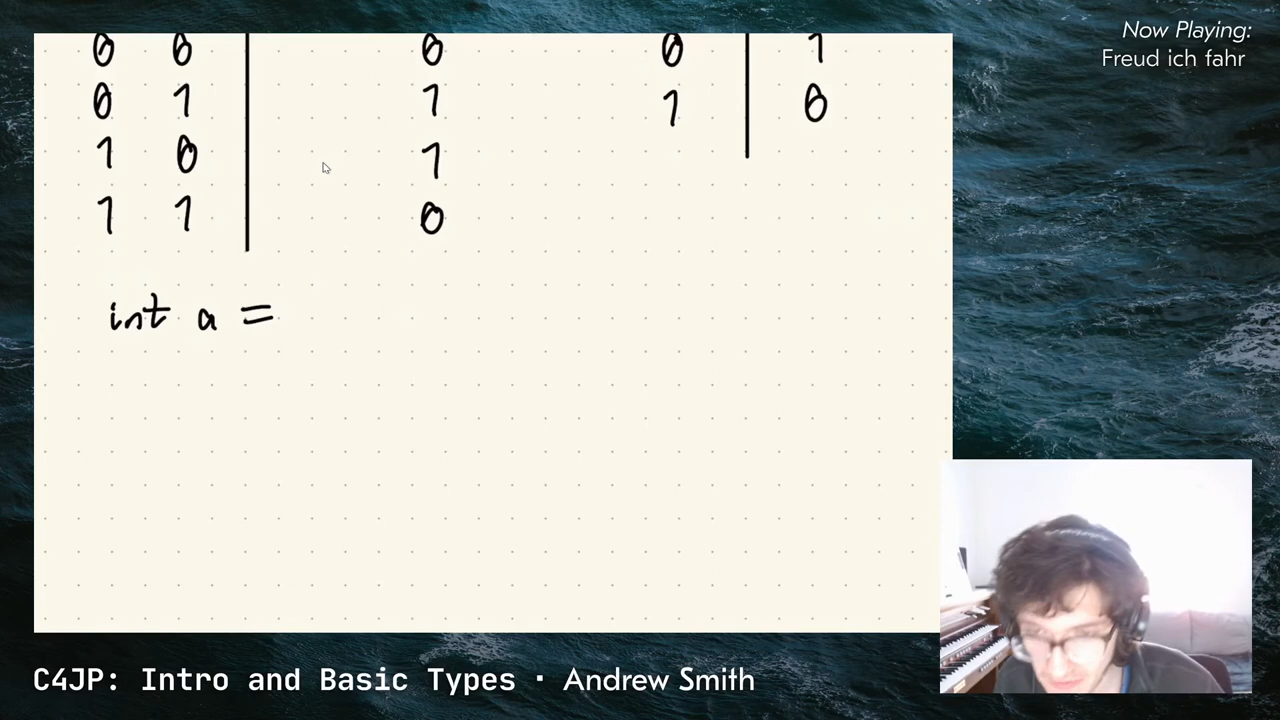 Now Playing:
Freud ich fahr
0 0 0 0 1
0 1 1 1 0
1 0 1
1 1 0
int a =
C4JP: Intro and Basic Types · Andrew Smith